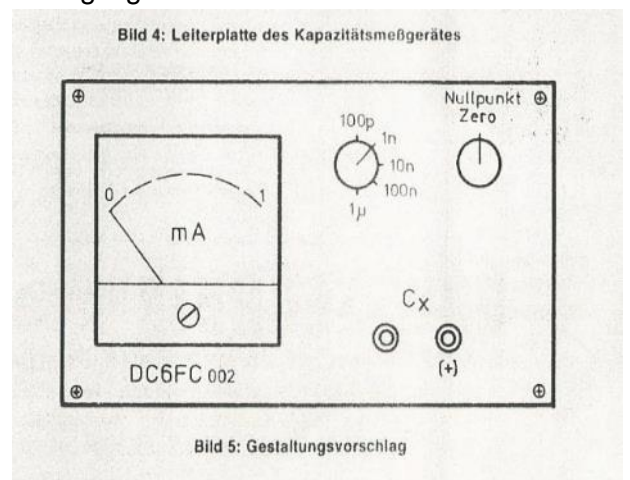 Bild 4: Leiterplatte des Kapazitätsmeßgerätes
Nullpunkt
Zero
100p
1n
10n
100n
1µ
0
1
mA
Cx
(+)
DC6FC 002
Bild 5: Gestaltungsvorschlag